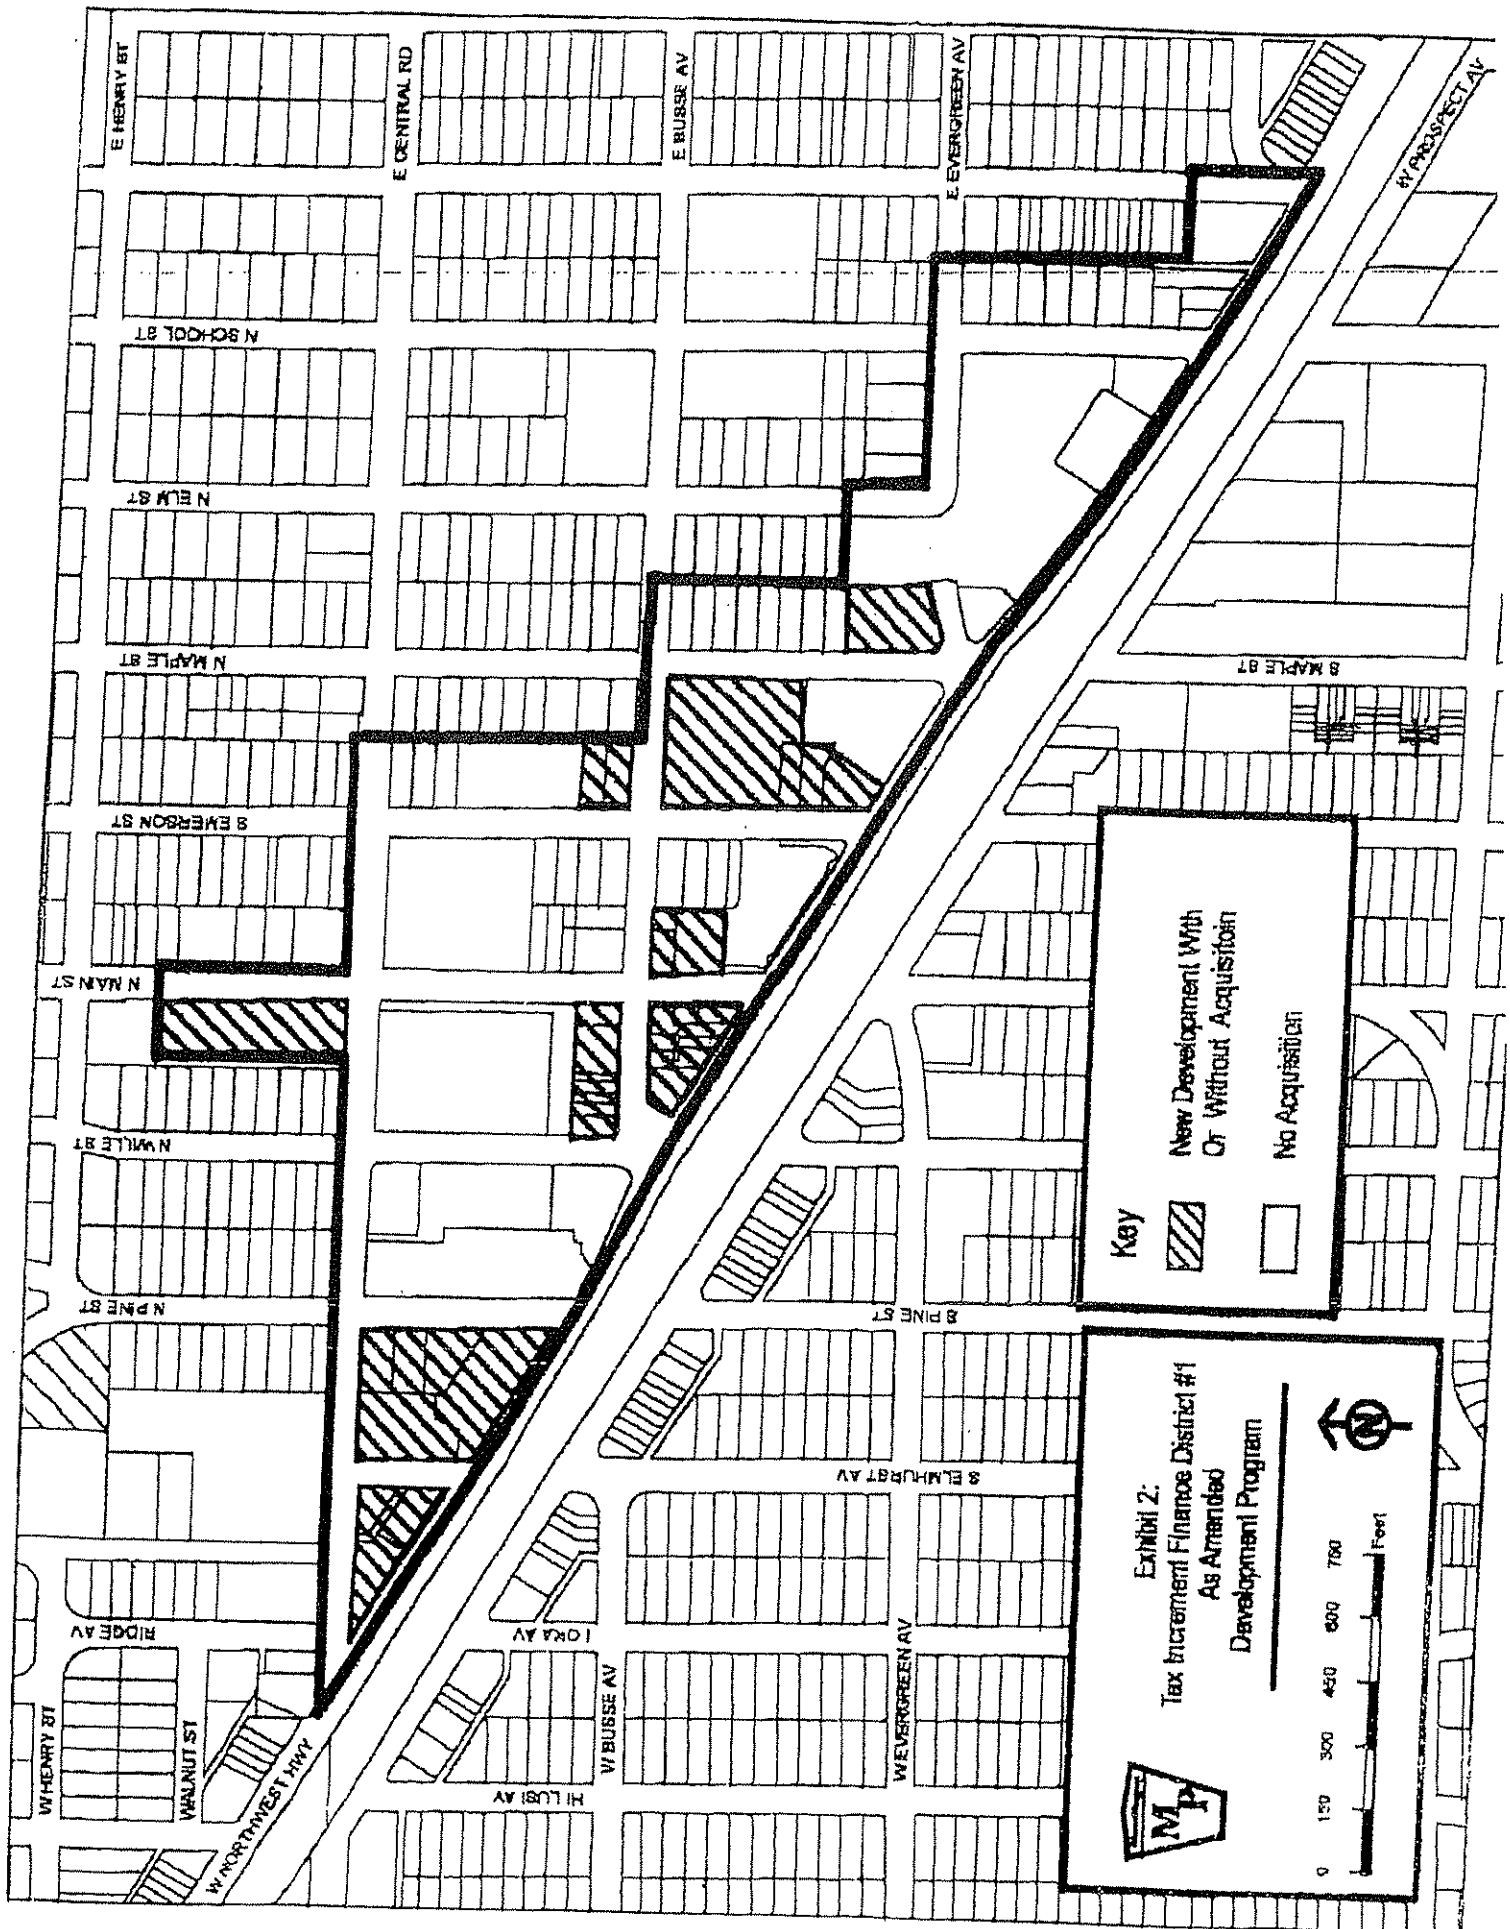 E HENRY ST
E CENTRAL RD
E BUSSE AV
E EVERGREEN AV
W PROSPECT AV
N SCHOOL ST
N ELM ST
N MAPLE ST
S MAPLE ST
S EMERSON ST
N MAIN ST
N WILLE ST
N PINE ST
S PINE ST
S ELMHURST AV
RIDGE AV
I OKA AV
HI LUSI AV
W HENRY ST
WALNUT ST
W NORTHWEST HWY
W BUSSE AV
W EVERGREEN AV
Key
New Development With
Or Without Acquisitoin
No Acquisition
Exhibit 2:
Tax Increment Finance District #1
As Amended
Development Program
MP
N
0 150 300 450 600 750
Feet